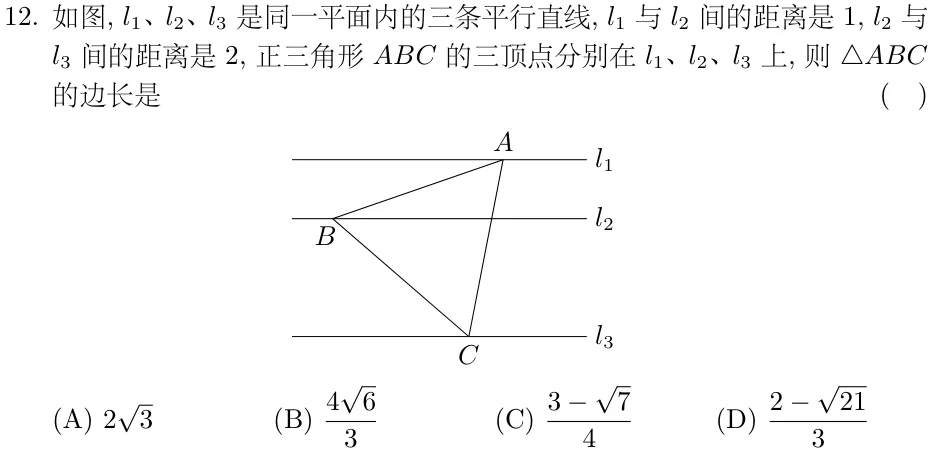 12. 如图, l₁、l₂、l₃ 是同一平面内的三条平行直线, l₁ 与 l₂ 间的距离是 1, l₂ 与
l₃ 间的距离是 2, 正三角形 ABC 的三顶点分别在 l₁、l₂、l₃ 上, 则 △ABC
的边长是 ( )
A
l₁
l₂
B
l₃
C
(A) 2√3 (B) 4√6/3 (C) (3 − √7)/4 (D) (2 − √21)/3